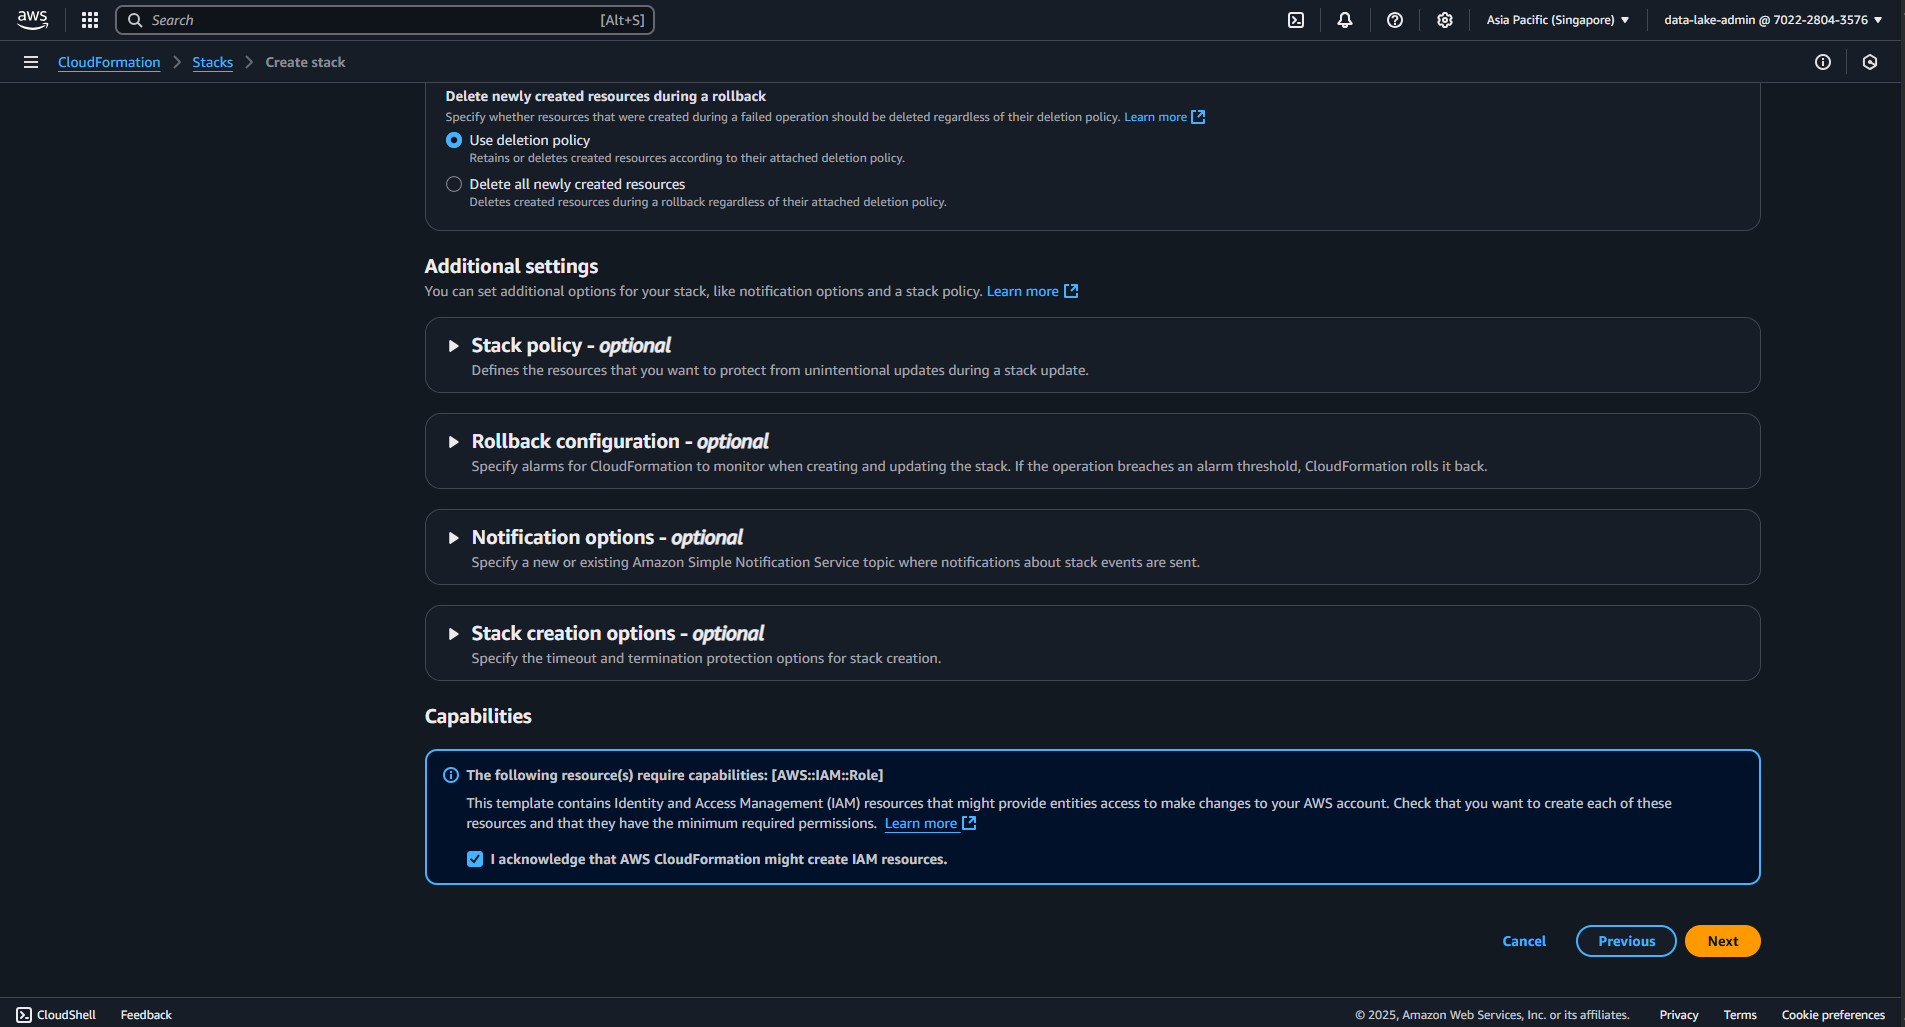 aws
Search [Alt+S]
Asia Pacific (Singapore)
data-lake-admin @ 7022-2804-3576
CloudFormation
Stacks
Create stack
Delete newly created resources during a rollback
Specify whether resources that were created during a failed operation should be deleted regardless of their deletion policy. Learn more
Use deletion policy
Retains or deletes created resources according to their attached deletion policy.
Delete all newly created resources
Deletes created resources during a rollback regardless of their attached deletion policy.
Additional settings
You can set additional options for your stack, like notification options and a stack policy. Learn more
Stack policy - optional
Defines the resources that you want to protect from unintentional updates during a stack update.
Rollback configuration - optional
Specify alarms for CloudFormation to monitor when creating and updating the stack. If the operation breaches an alarm threshold, CloudFormation rolls it back.
Notification options - optional
Specify a new or existing Amazon Simple Notification Service topic where notifications about stack events are sent.
Stack creation options - optional
Specify the timeout and termination protection options for stack creation.
Capabilities
The following resource(s) require capabilities: [AWS::IAM::Role]
This template contains Identity and Access Management (IAM) resources that might provide entities access to make changes to your AWS account. Check that you want to create each of these
resources and that they have the minimum required permissions. Learn more
I acknowledge that AWS CloudFormation might create IAM resources.
Cancel
Previous
Next
CloudShell
Feedback
© 2025, Amazon Web Services, Inc. or its affiliates.
Privacy
Terms
Cookie preferences